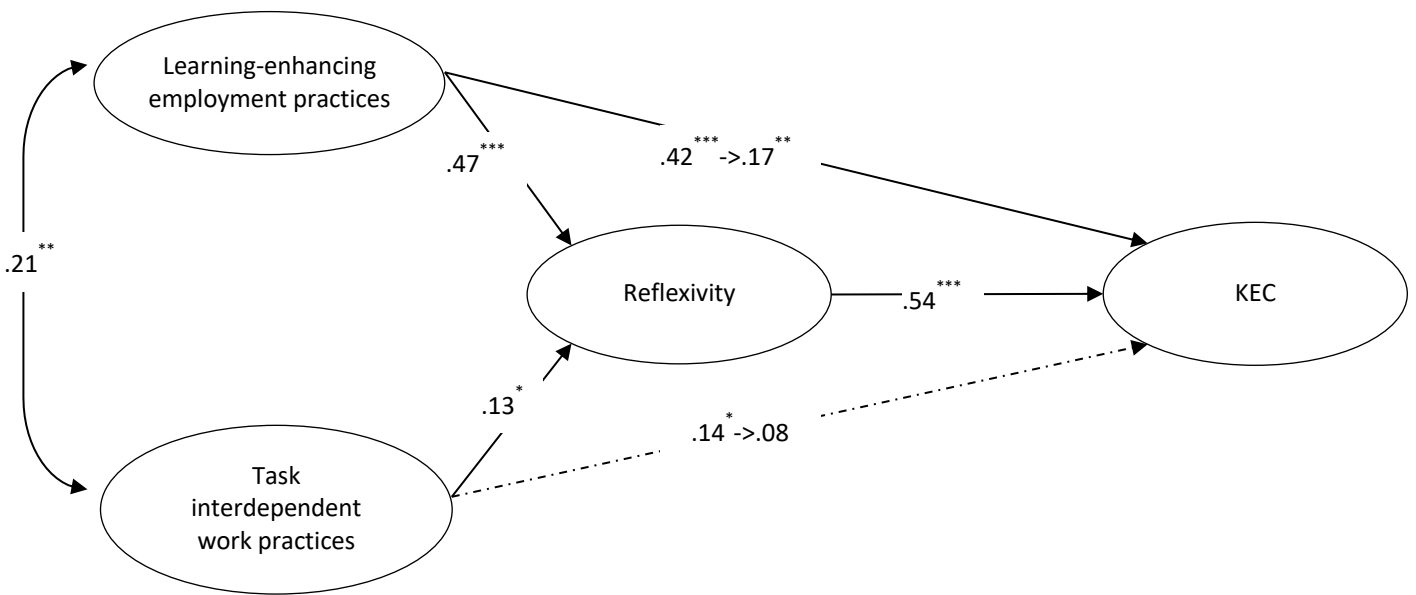 Learning-enhancing
employment practices
.47***
.42***->.17**
.21**
Reflexivity
.54***
KEC
.13*
.14*->.08
Task
interdependent
work practices